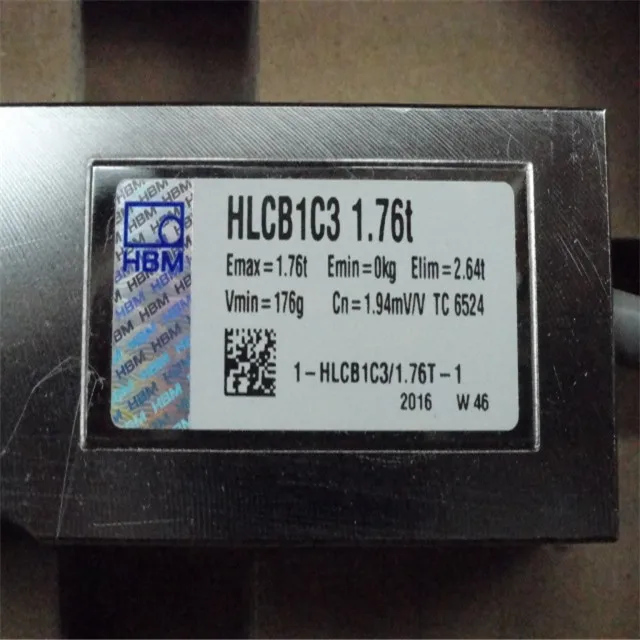 HBM
HLCB1C3 1.76t
Emax=1.76t Emin=0kg Elim=2.64t
Vmin=176g Cn=1.94mV/V TC 6524
1-HLCB1C3/1.76T-1
2016 W 46